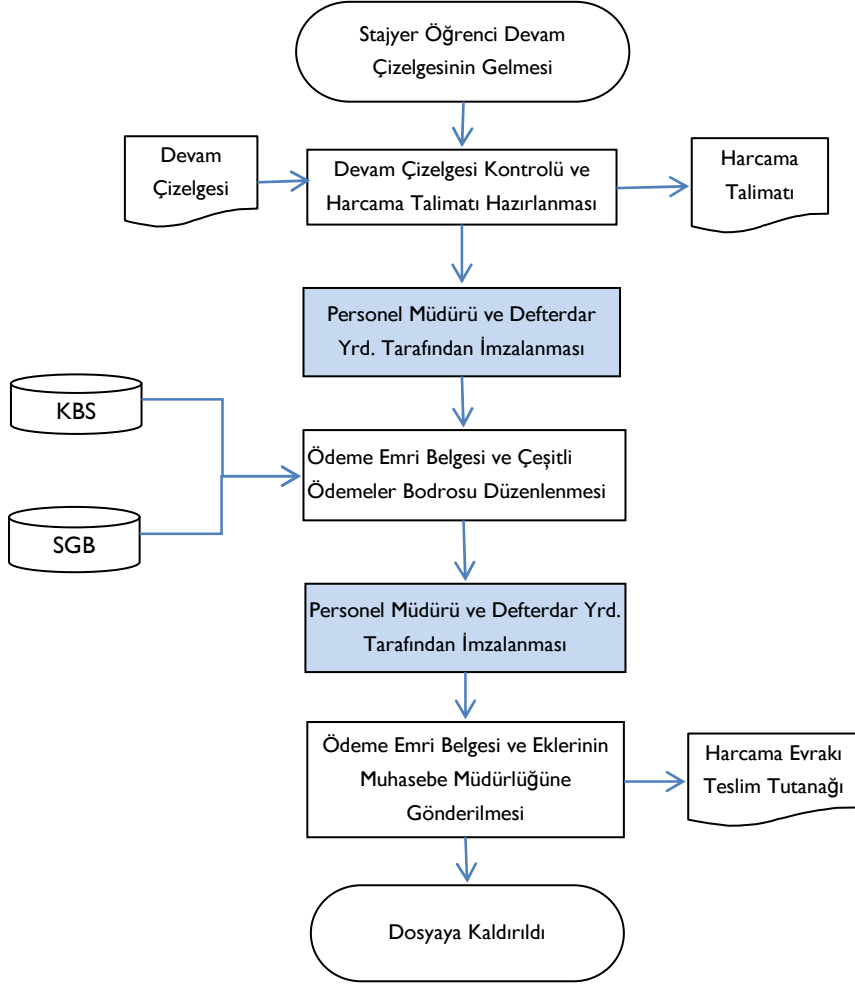 Stajyer Öğrenci Devam
Çizelgesinin Gelmesi
Devam
Çizelgesi
Devam Çizelgesi Kontrolü ve
Harcama Talimatı Hazırlanması
Harcama
Talimatı
Personel Müdürü ve Defterdar
Yrd. Tarafından İmzalanması
KBS
SGB
Ödeme Emri Belgesi ve Çeşitli
Ödemeler Bodrosu Düzenlenmesi
Personel Müdürü ve Defterdar Yrd.
Tarafından İmzalanması
Ödeme Emri Belgesi ve Eklerinin
Muhasebe Müdürlüğüne
Gönderilmesi
Harcama Evrakı
Teslim Tutanağı
Dosyaya Kaldırıldı